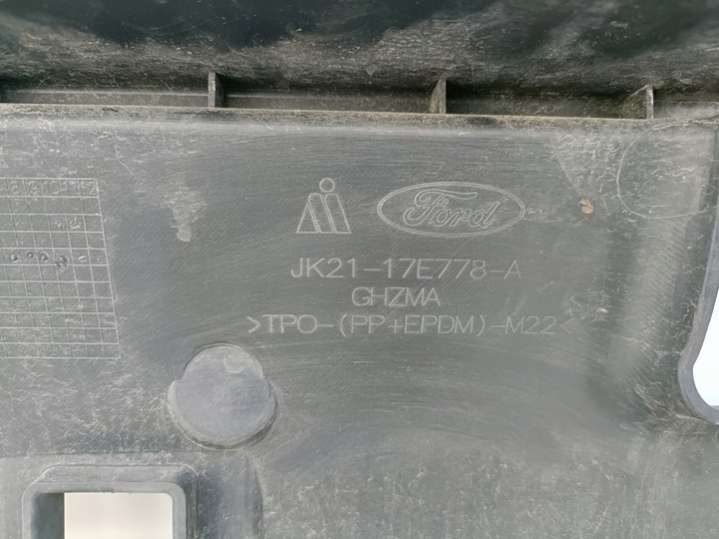 Ford
JK21-17E778-A
GHZMA
>TPO-(PP+EPDM)-M22<